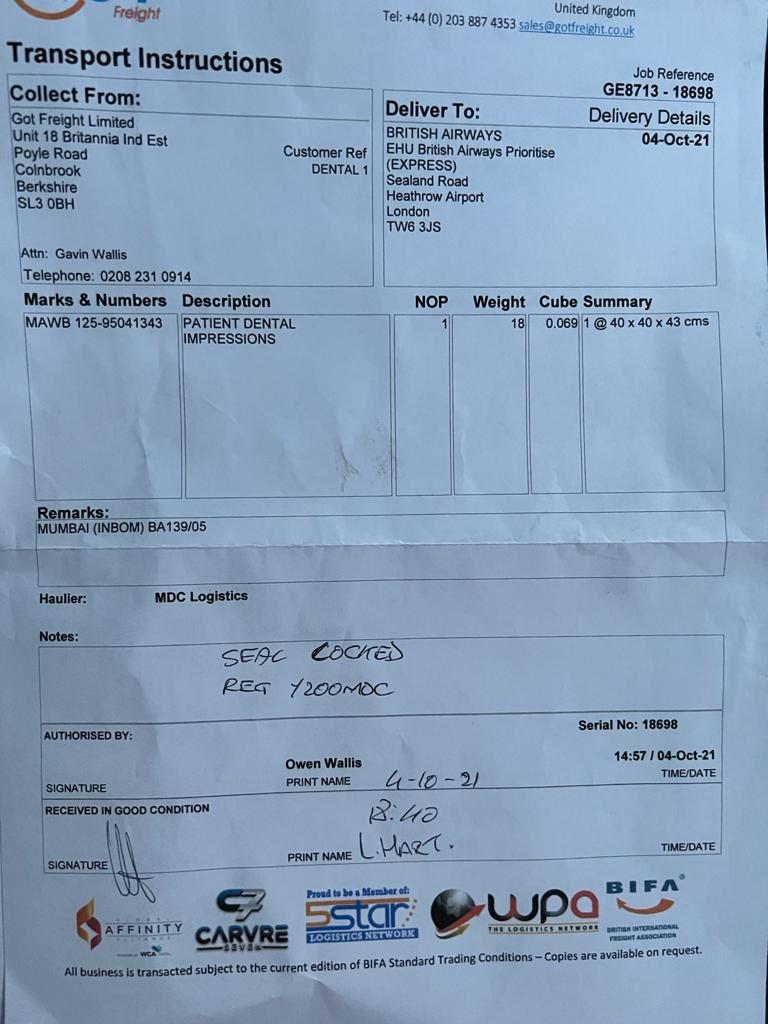 Freight
United Kingdom
Tel: +44 (0) 203 887 4353 sales@gotfreight.co.uk
Transport Instructions
Job Reference
GE8713 - 18698
Collect From:
Got Freight Limited
Unit 18 Britannia Ind Est
Poyle Road
Colnbrook
Berkshire
SL3 0BH
Customer Ref
DENTAL 1
Attn: Gavin Wallis
Telephone: 0208 231 0914
Deliver To:
Delivery Details
04-Oct-21
BRITISH AIRWAYS
EHU British Airways Prioritise
(EXPRESS)
Sealand Road
Heathrow Airport
London
TW6 3JS
Marks & Numbers Description NOP Weight Cube Summary
MAWB 125-95041343 PATIENT DENTAL 1 18 0.069 1 @ 40 x 40 x 43 cms
IMPRESSIONS
Remarks:
MUMBAI (INBOM) BA139/05
Haulier: MDC Logistics
Notes:
SEAL LOCKED
REG Y200MDC
Serial No: 18698
AUTHORISED BY:
14:57 / 04-Oct-21
Owen Wallis
SIGNATURE PRINT NAME TIME/DATE
4-10-21
RECEIVED IN GOOD CONDITION
SIGNATURE PRINT NAME L.HART. TIME/DATE
AFFINITY
WCA
C7
CARVRE
SEVEN
Proud to be a Member of:
5star
LOGISTICS NETWORK
wpa
THE LOGISTICS NETWORK
BIFA
BRITISH INTERNATIONAL
FREIGHT ASSOCIATION
All business is transacted subject to the current edition of BIFA Standard Trading Conditions – Copies are available on request.